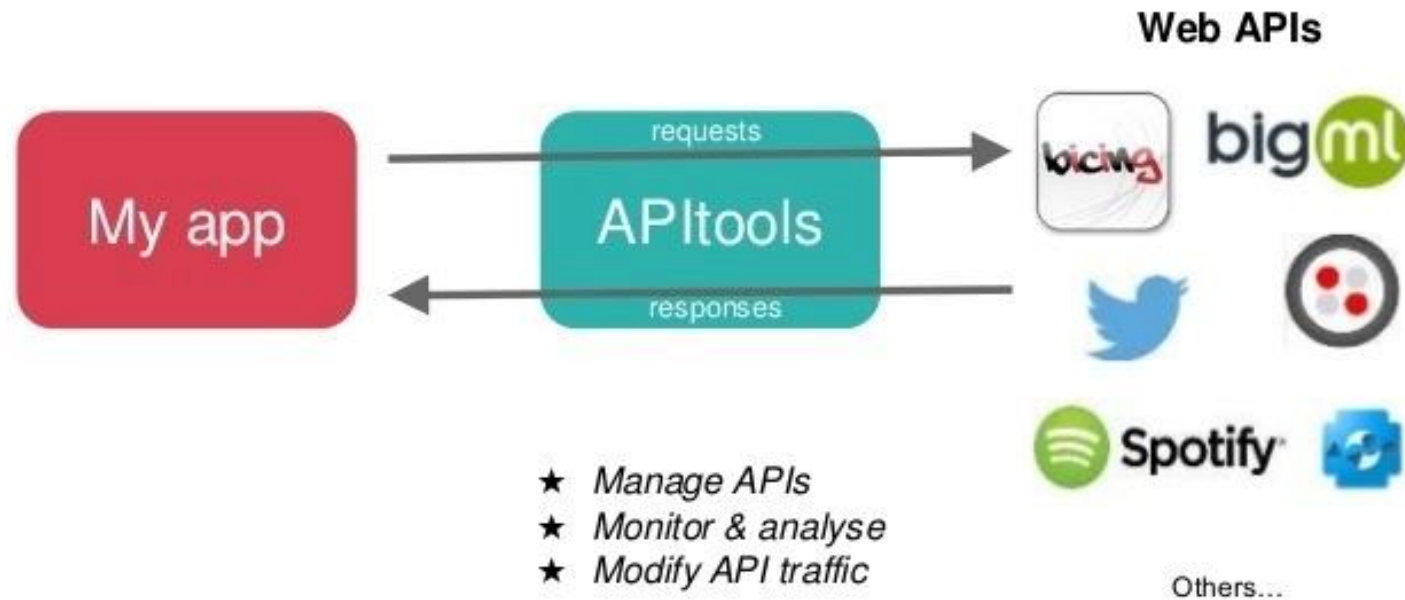 Web APIs
My app
requests
APItools
responses
bicing
bigml
Spotify
★ Manage APIs
★ Monitor & analyse
★ Modify API traffic
Others...